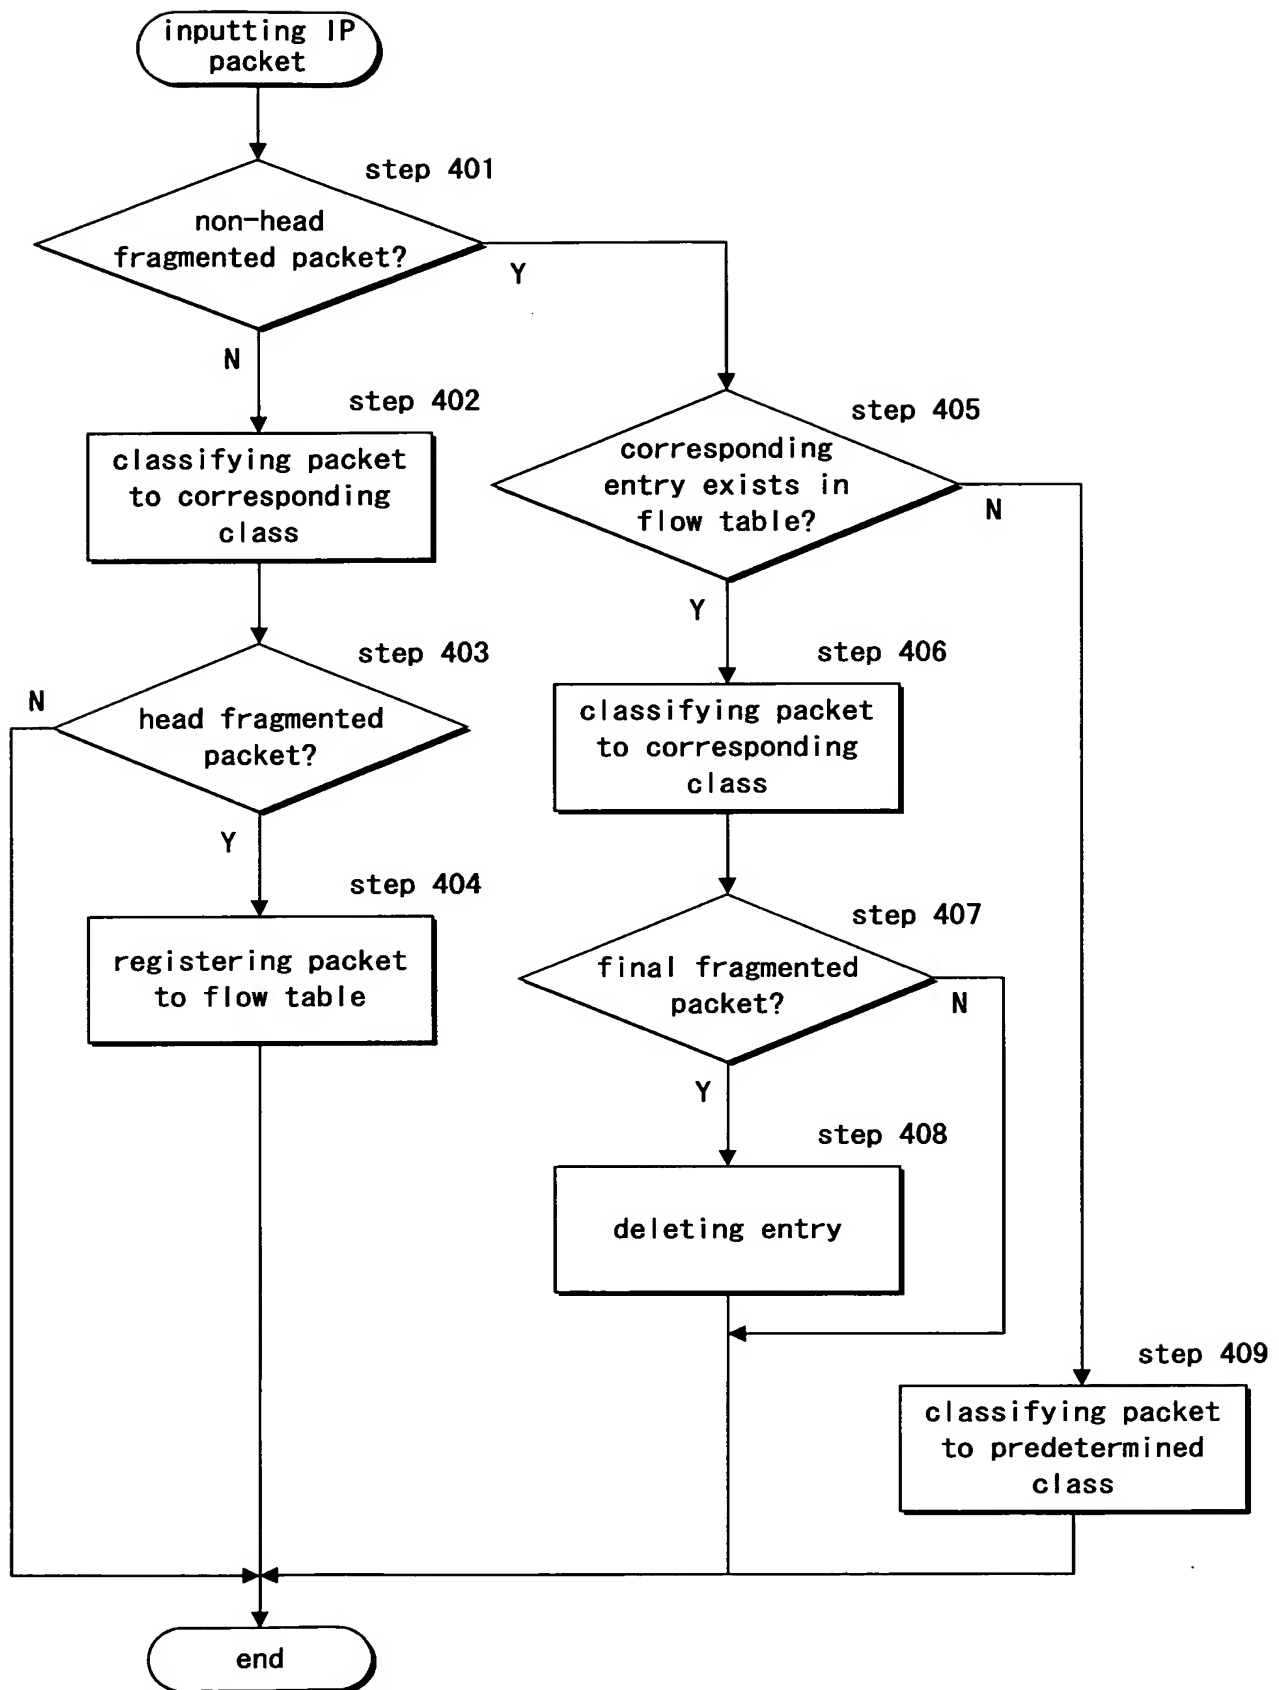 inputting IP
packet
step 401
non-head
fragmented packet?
Y
N
step 402
classifying packet
to corresponding
class
step 405
corresponding
entry exists in
flow table?
N
Y
step 403
N
head fragmented
packet?
Y
step 406
classifying packet
to corresponding
class
step 404
registering packet
to flow table
step 407
final fragmented
packet?
N
Y
step 408
deleting entry
step 409
classifying packet
to predetermined
class
end